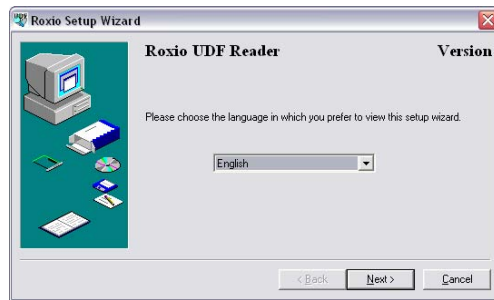 Roxio Setup Wizard
Roxio UDF Reader Version
Please choose the language in which you prefer to view this setup wizard.
English
< Back Next > Cancel